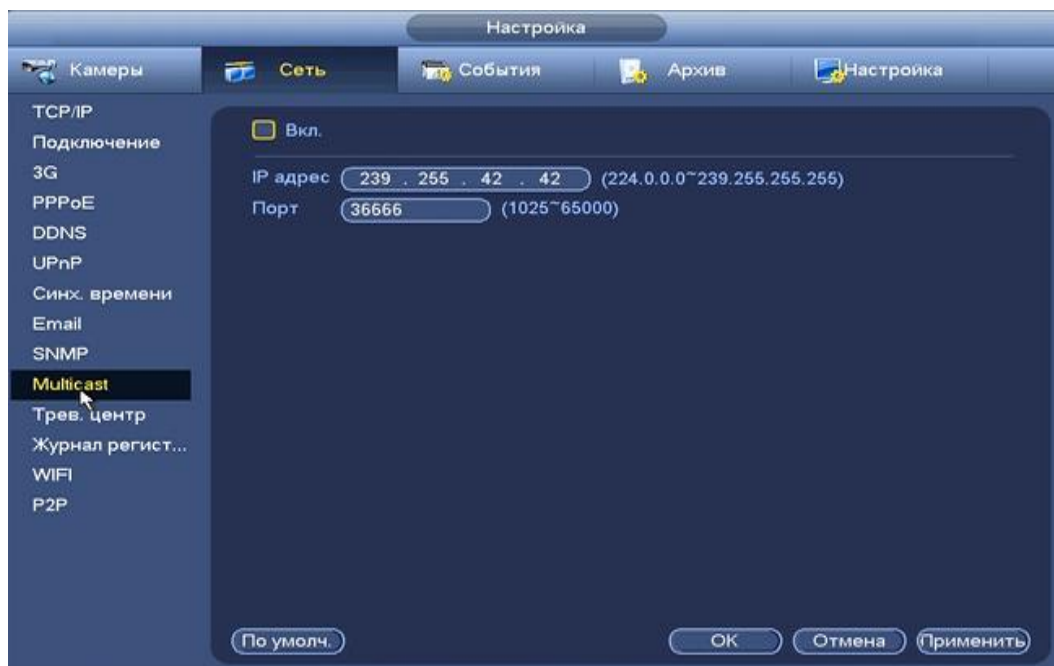 Настройка
Камеры
Сеть
События
Архив
Настройка
TCP/IP
Подключение
3G
PPPoE
DDNS
UPnP
Синх. времени
Email
SNMP
Multicast
Трев. центр
Журнал регист...
WIFI
P2P
Вкл.
IP адрес 239 . 255 . 42 . 42 (224.0.0.0~239.255.255.255)
Порт 36666 (1025~65000)
По умолч. OK Отмена Применить